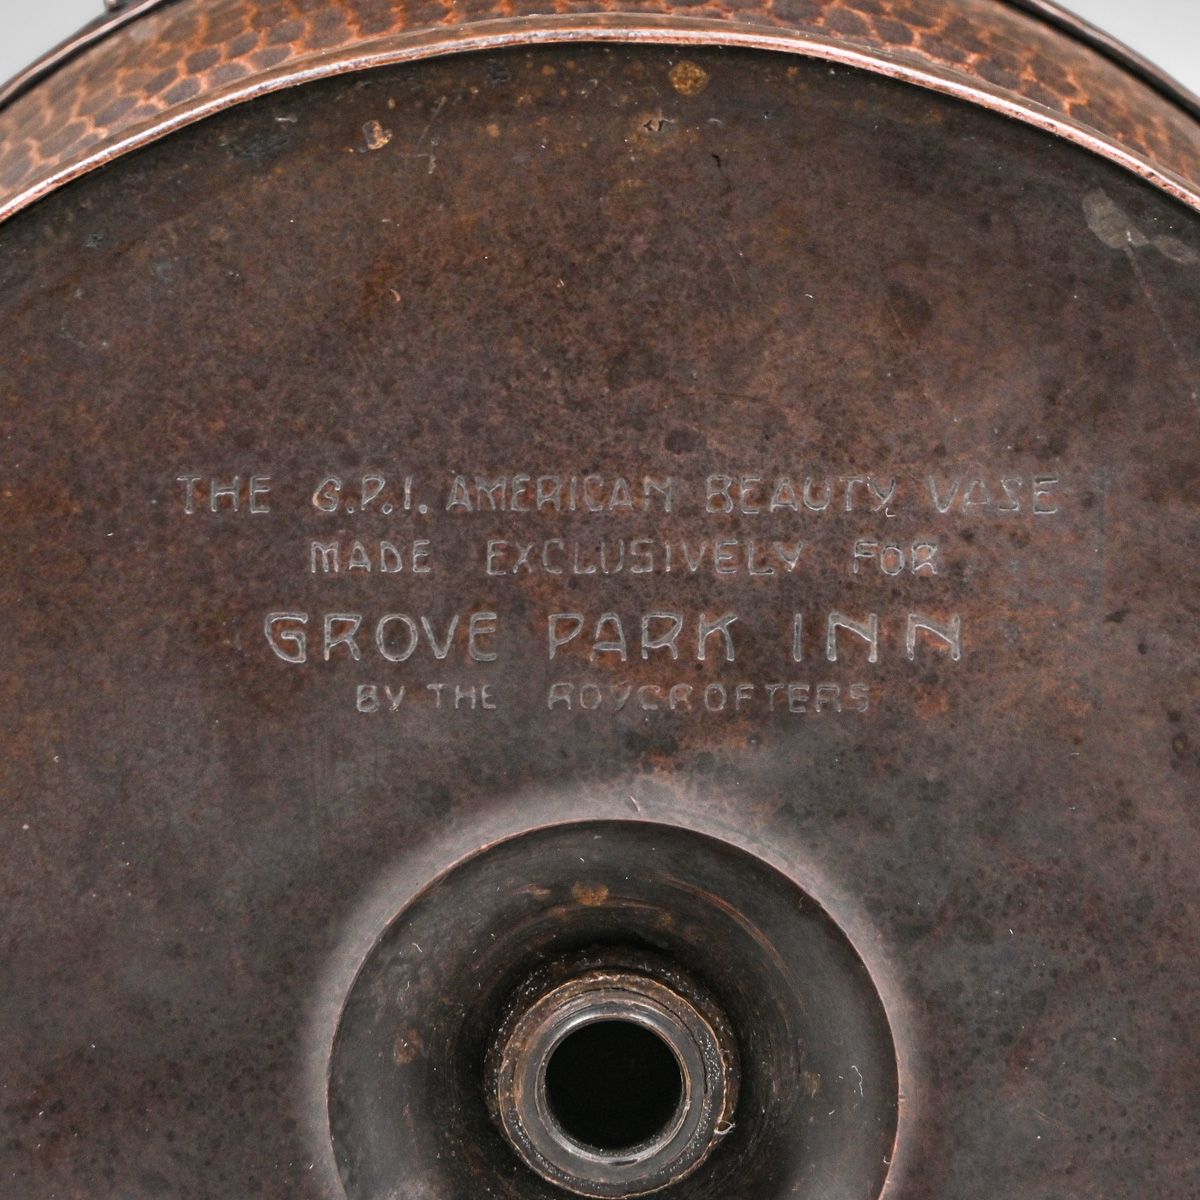 THE G.P.I. AMERICAN BEAUTY VASE
MADE EXCLUSIVELY FOR
GROVE PARK INN
BY THE ROYCROFTERS